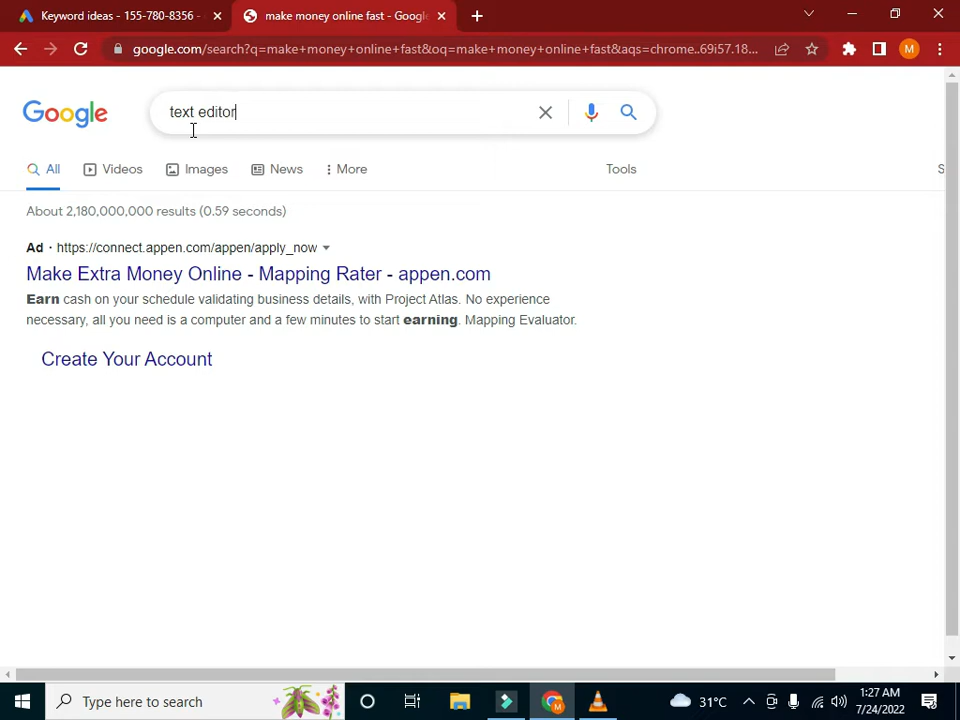 Keyword ideas - 155-780-8356 -
make money online fast - Google
google.com/search?q=make+money+online+fast&oq=make+money+online+fast&aqs=chrome..69i57.18...
M
Google
text editor
All
Videos
Images
News
More
Tools
S
About 2,180,000,000 results (0.59 seconds)
Ad · https://connect.appen.com/appen/apply_now
Make Extra Money Online - Mapping Rater - appen.com
Earn cash on your schedule validating business details, with Project Atlas. No experience
necessary, all you need is a computer and a few minutes to start earning. Mapping Evaluator.
Create Your Account
Type here to search
M
31°C
1:27 AM
7/24/2022